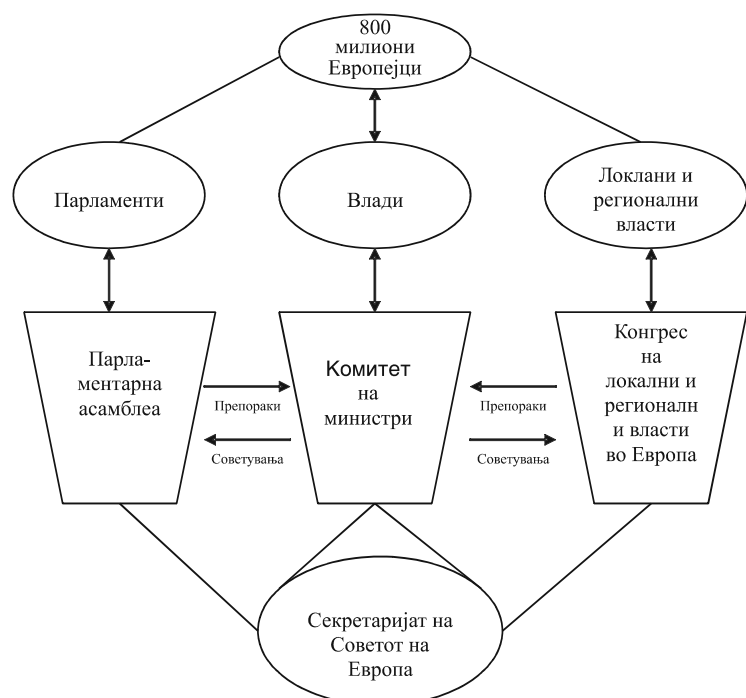 800
милиони
Европејци
Парламенти
Влади
Локлани и
регионални
власти
Парла-
ментарна
асамблеа
Препораки
Советувања
Комитет
на
министри
Препораки
Советувања
Конгрес
на
локални и
регионалн
и власти
во Европа
Секретаријат на
Советот на
Европа